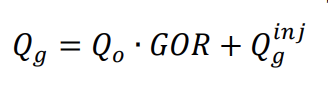 Q_g = Q_o · GOR + Q_g^{inj}